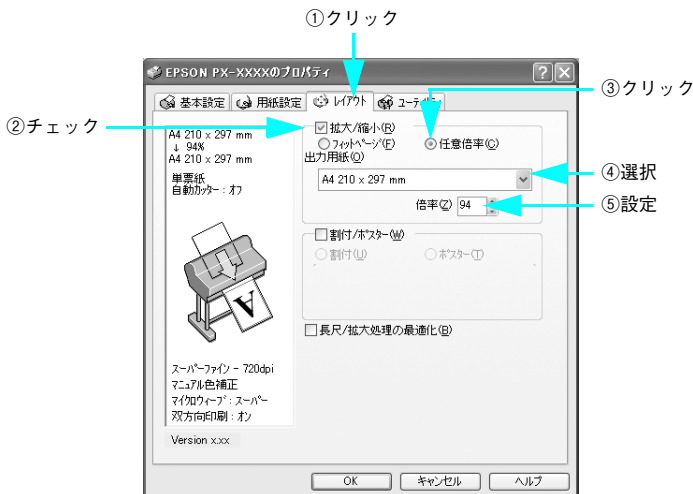 ①クリック
EPSON PX-XXXXのプロパティ
基本設定 用紙設定 レイアウト ユーティリティ
③クリック
②チェック
A4 210 x 297 mm
↓ 94%
A4 210 x 297 mm
単票紙
自動カッター : オフ
拡大/縮小(R)
フィットページ(F) 任意倍率(C)
出力用紙(O)
A4 210 x 297 mm
④選択
倍率(Z) 94
⑤設定
割付/ポスター(W)
割付(U) ポスター(T)
長尺/拡大処理の最適化(B)
A
スーパーファイン - 720dpi
マニュアル色補正
マイクロウィーブ : スーパー
双方向印刷 : オン
Version x.xx
OK キャンセル ヘルプ